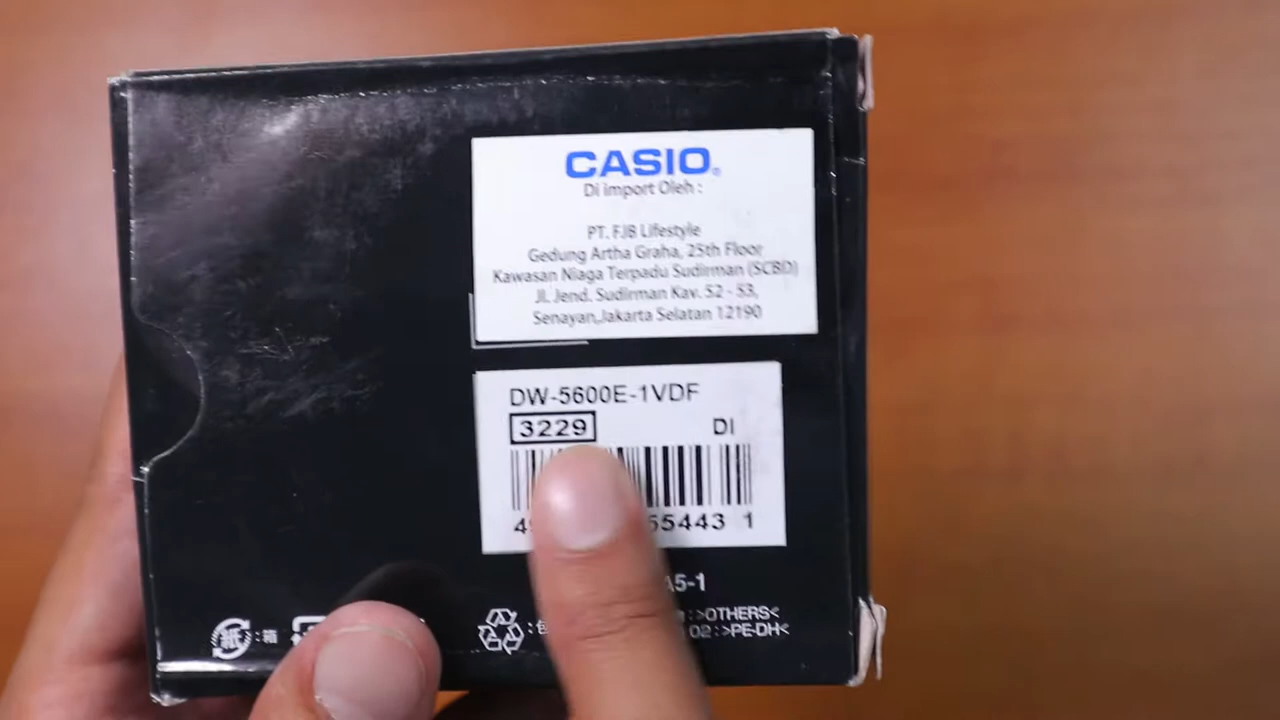 CASIO®
Di import Oleh :
PT. FJB Lifestyle
Gedung Artha Graha, 25th Floor
Kawasan Niaga Terpadu Sudirman (SCBD)
Jl. Jend. Sudirman Kav. 52 - 53,
Senayan,Jakarta Selatan 12190
DW-5600E-1VDF
3229 DI
55443 1
A5-1
紙 : 箱
:>OTHERS<
02 :>PE-DH<